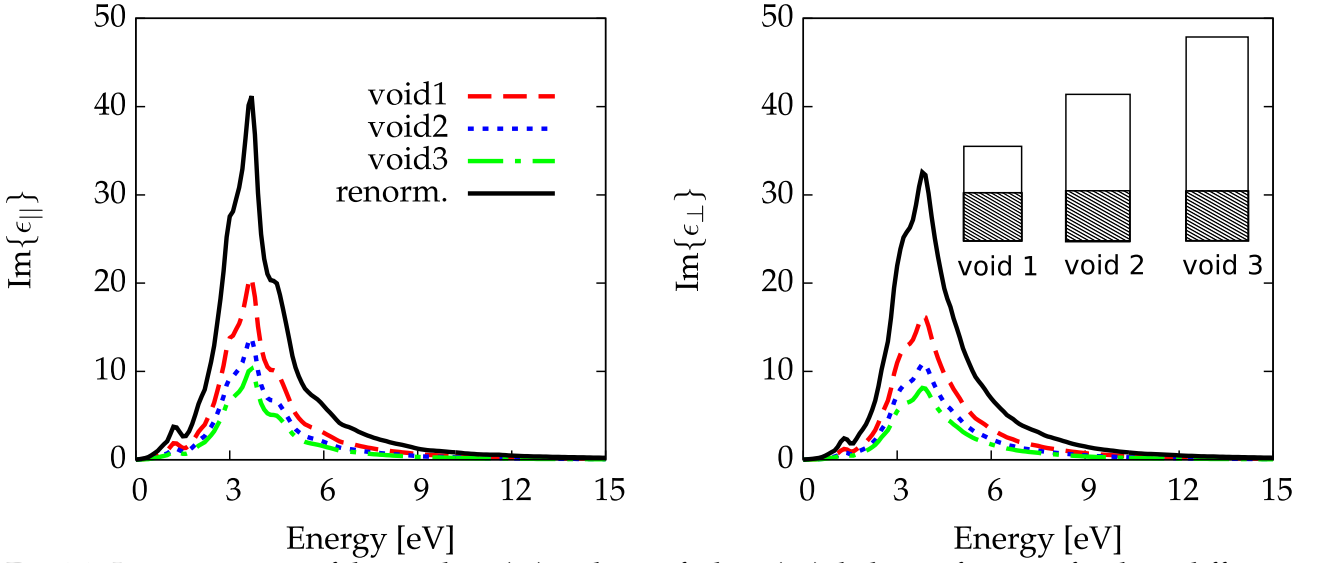 50
40
30
20
10
0
0 3 6 9 12 15
Im{ϵ∥}
Energy [eV]
void1
void2
void3
renorm.
50
40
30
20
10
0
0 3 6 9 12 15
Im{ϵ⊥}
Energy [eV]
void 1 void 2 void 3